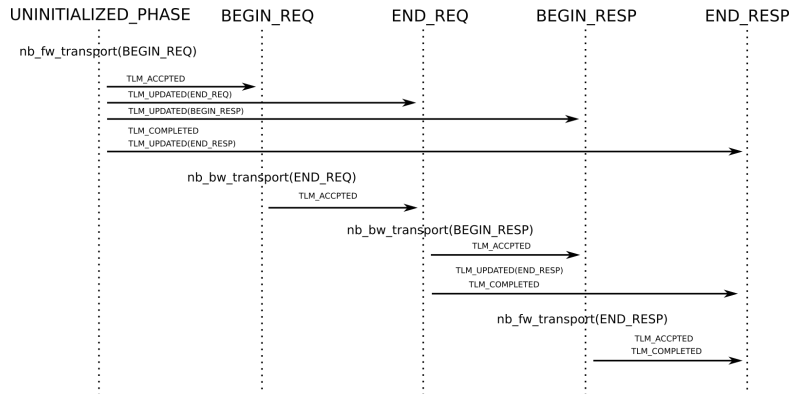 UNINITIALIZED_PHASE BEGIN_REQ END_REQ BEGIN_RESP END_RESP
nb_fw_transport(BEGIN_REQ)
TLM_ACCPTED
TLM_UPDATED(END_REQ)
TLM_UPDATED(BEGIN_RESP)
TLM_COMPLETED
TLM_UPDATED(END_RESP)
nb_bw_transport(END_REQ)
TLM_ACCPTED
nb_bw_transport(BEGIN_RESP)
TLM_ACCPTED
TLM_UPDATED(END_RESP)
TLM_COMPLETED
nb_fw_transport(END_RESP)
TLM_ACCPTED
TLM_COMPLETED